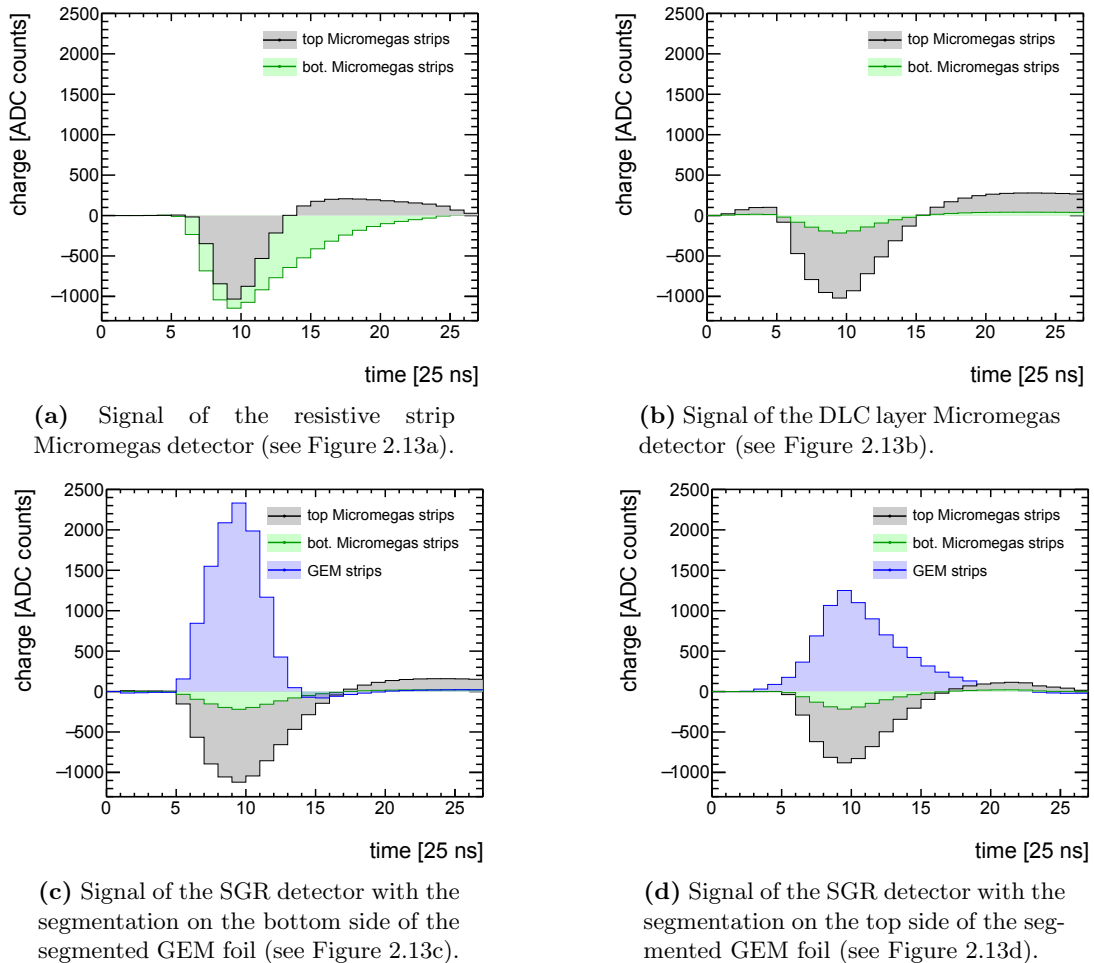 charge [ADC counts]
2500
2000
1500
1000
500
0
−500
−1000
0 5 10 15 20 25
time [25 ns]
top Micromegas strips
bot. Micromegas strips
(a) Signal of the resistive strip
Micromegas detector (see Figure 2.13a).
charge [ADC counts]
2500
2000
1500
1000
500
0
−500
−1000
0 5 10 15 20 25
time [25 ns]
top Micromegas strips
bot. Micromegas strips
(b) Signal of the DLC layer Micromegas
detector (see Figure 2.13b).
charge [ADC counts]
2500
2000
1500
1000
500
0
−500
−1000
0 5 10 15 20 25
time [25 ns]
top Micromegas strips
bot. Micromegas strips
GEM strips
(c) Signal of the SGR detector with the
segmentation on the bottom side of the
segmented GEM foil (see Figure 2.13c).
charge [ADC counts]
2500
2000
1500
1000
500
0
−500
−1000
0 5 10 15 20 25
time [25 ns]
top Micromegas strips
bot. Micromegas strips
GEM strips
(d) Signal of the SGR detector with the
segmentation on the top side of the seg-
mented GEM foil (see Figure 2.13d).